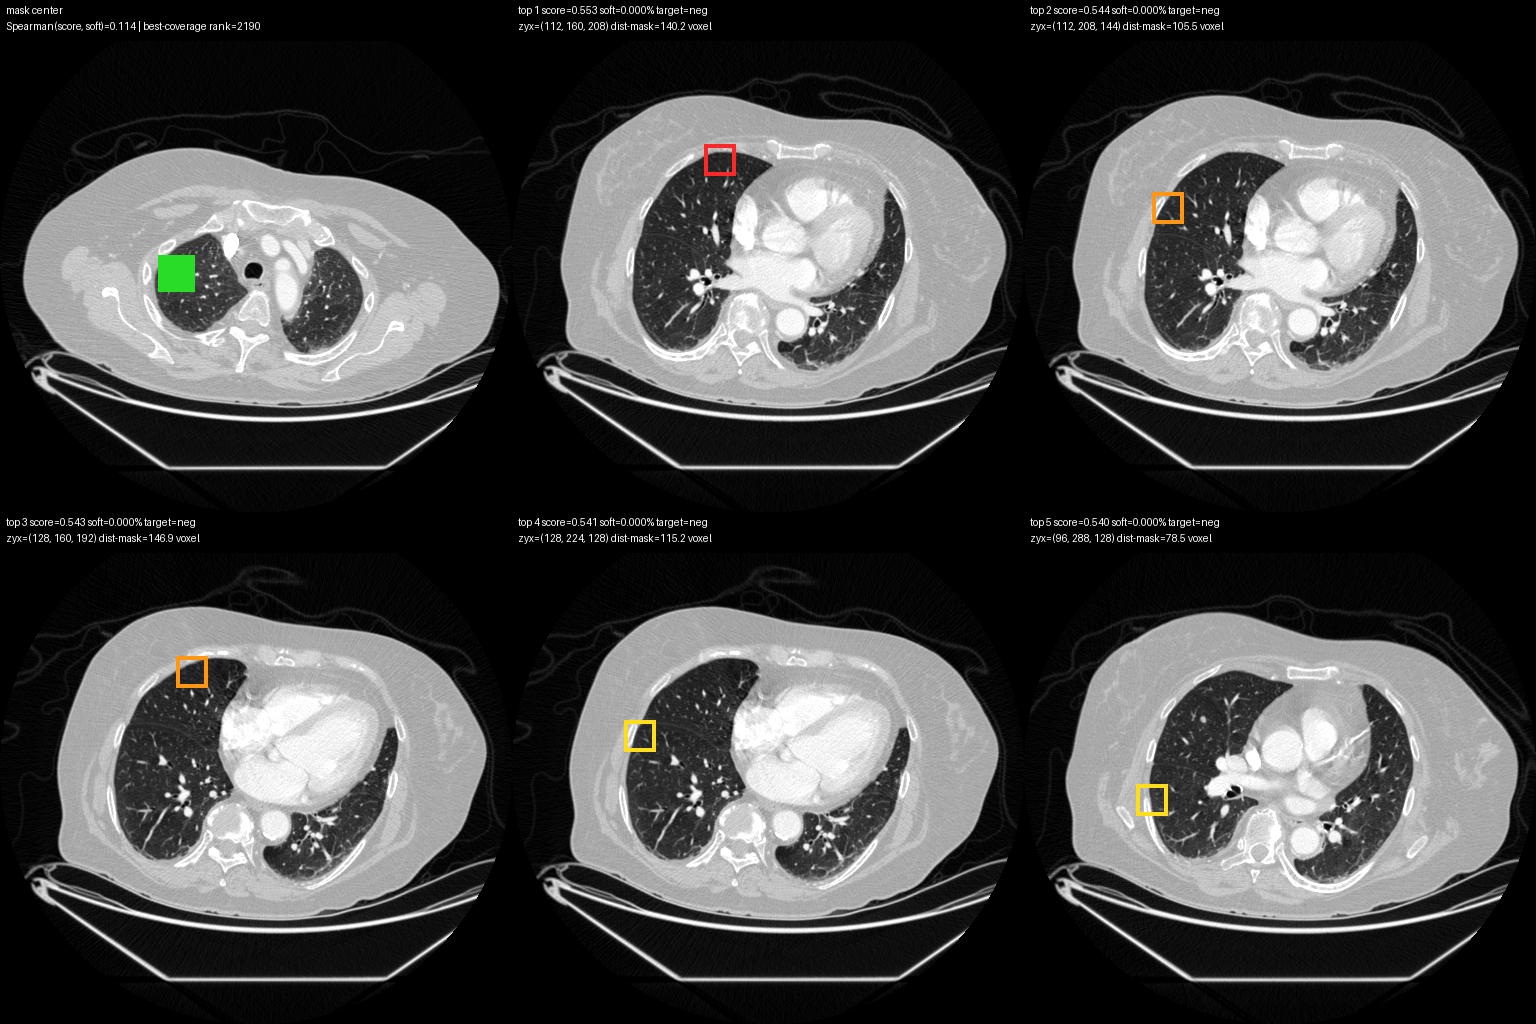 mask center
Spearman(score, soft)=0.114 | best-coverage rank=2190
top 1 score=0.553 soft=0.000% target=neg
zyx=(112, 160, 208) dist-mask=140.2 voxel
top 2 score=0.544 soft=0.000% target=neg
zyx=(112, 208, 144) dist-mask=105.5 voxel
top 3 score=0.543 soft=0.000% target=neg
zyx=(128, 160, 192) dist-mask=146.9 voxel
top 4 score=0.541 soft=0.000% target=neg
zyx=(128, 224, 128) dist-mask=115.2 voxel
top 5 score=0.540 soft=0.000% target=neg
zyx=(96, 288, 128) dist-mask=78.5 voxel